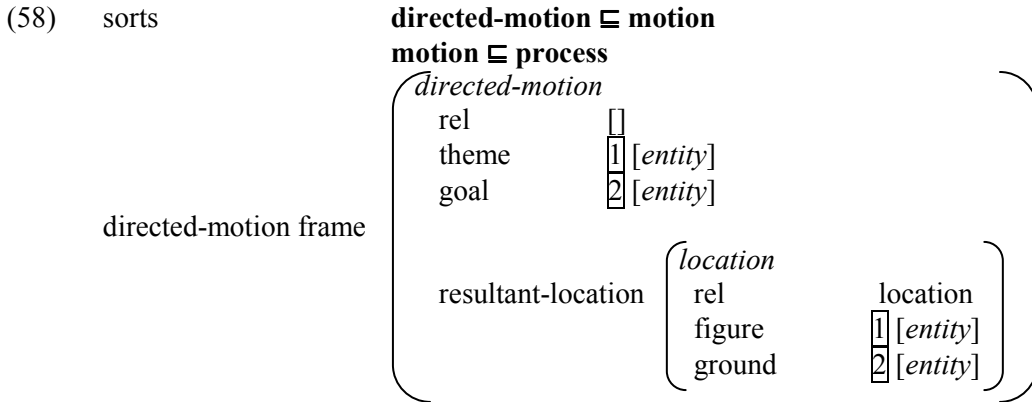 (58) sorts directed-motion ⊑ motion
motion ⊑ process
directed-motion
rel []
theme 1 [entity]
goal 2 [entity]
directed-motion frame
location
resultant-location rel location
figure 1 [entity]
ground 2 [entity]